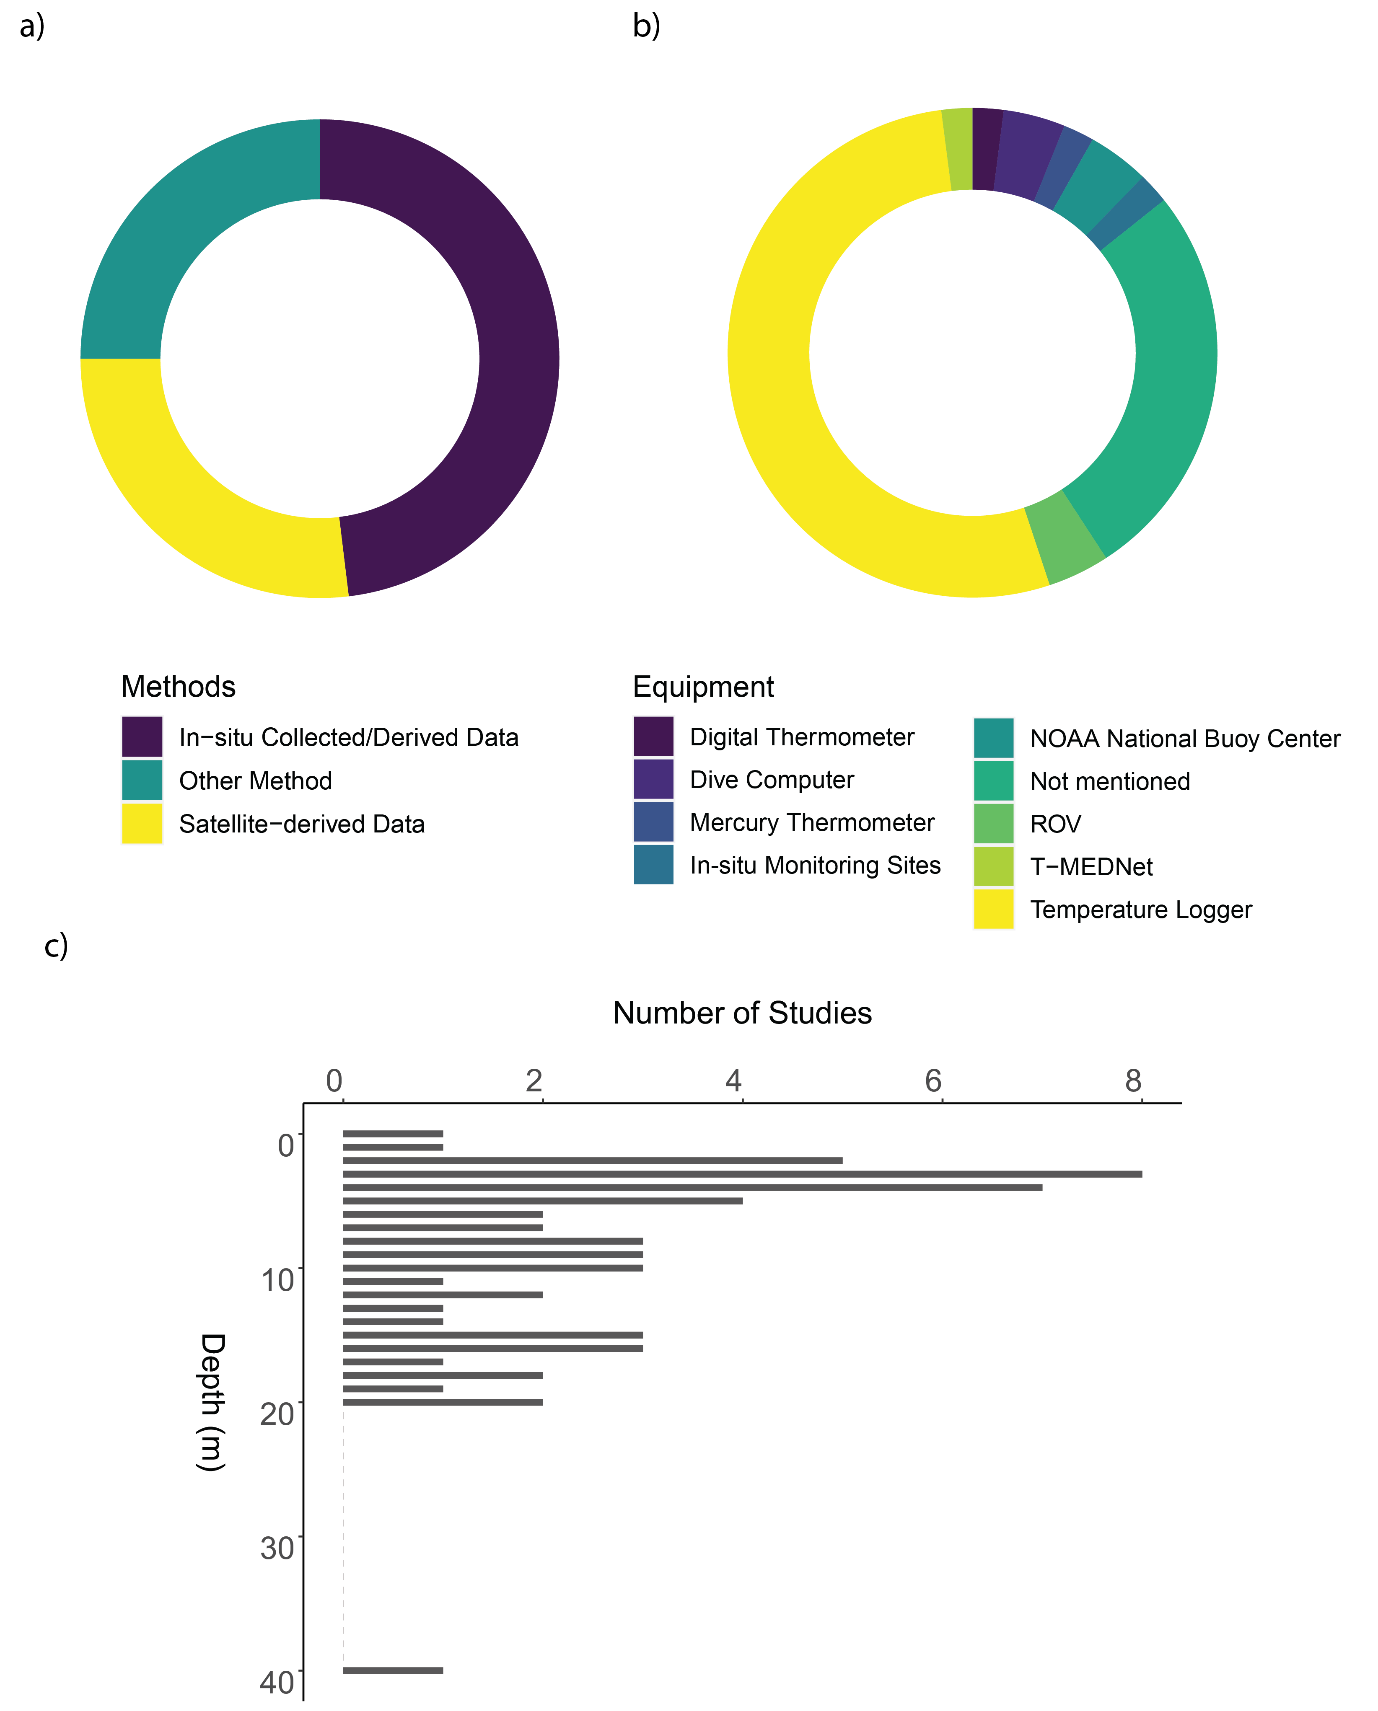 a)
b)
Methods
In−situ Collected/Derived Data
Other Method
Satellite−derived Data
Equipment
Digital Thermometer
Dive Computer
Mercury Thermometer
In-situ Monitoring Sites
NOAA National Buoy Center
Not mentioned
ROV
T−MEDNet
Temperature Logger
c)
Number of Studies
0 2 4 6 8
0
10
20
30
40
Depth (m)